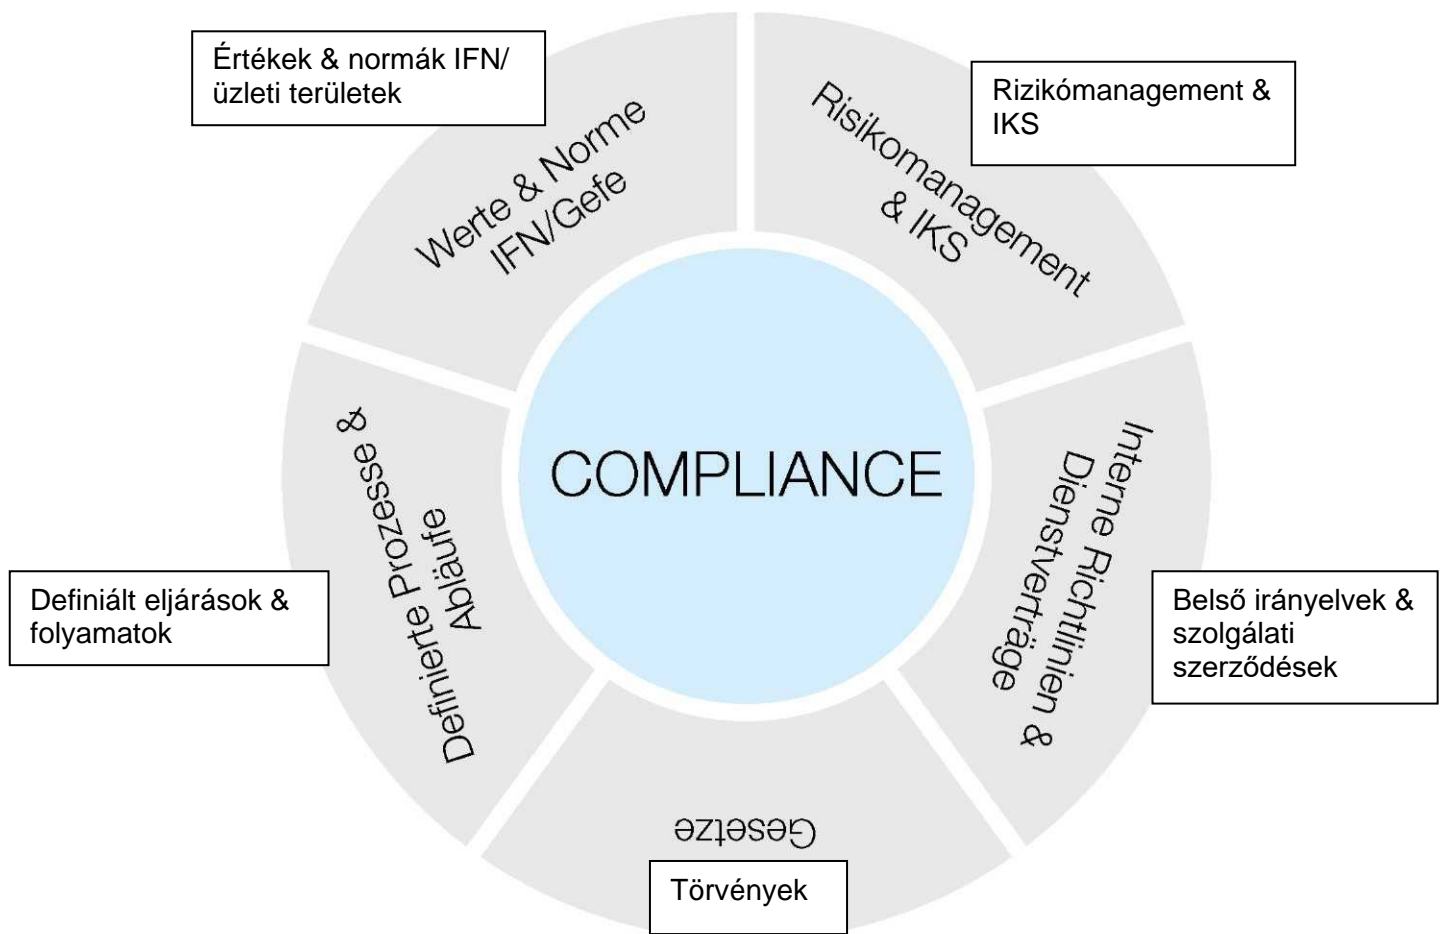 Értékek & normák IFN/
üzleti területek
Werte & Norme
IFN/Gefe
Rizikómanagement &
IKS
Risikomanagement
& IKS
COMPLIANCE
Definierte Prozesse &
Abläufe
Definiált eljárások &
folyamatok
Interne Richtlinien &
Dienstverträge
Belső irányelvek &
szolgálati
szerződések
Gesetze
Törvények